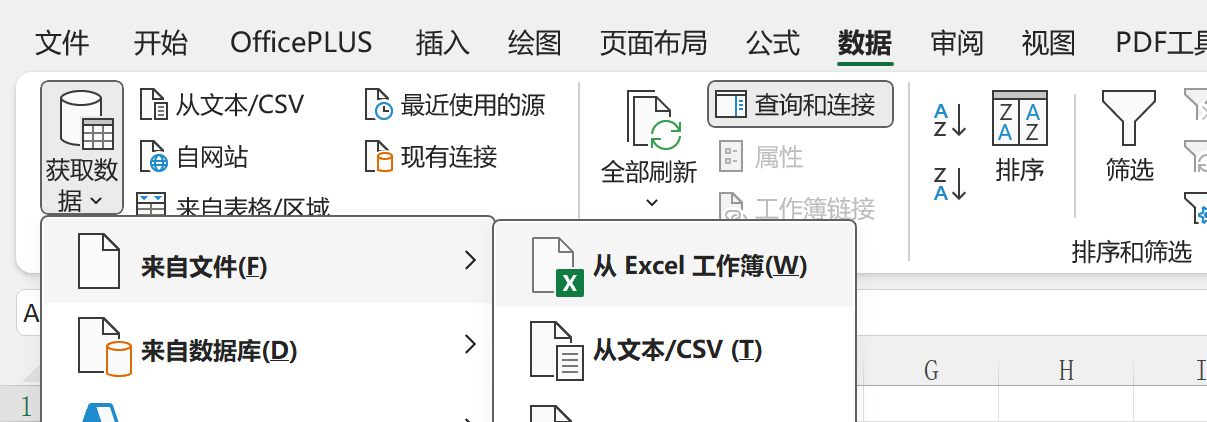 文件 开始 OfficePLUS 插入 绘图 页面布局 公式 数据 审阅 视图 PDF工具
获取数据
从文本/CSV
自网站
来自表格/区域
最近使用的源
现有连接
全部刷新
查询和连接
属性
工作簿链接
A
Z
Z
A
Z A
A Z
排序
筛选
排序和筛选
来自文件(F)
来自数据库(D)
从 Excel 工作簿(W)
X
从文本/CSV (T)
A
G H I
1